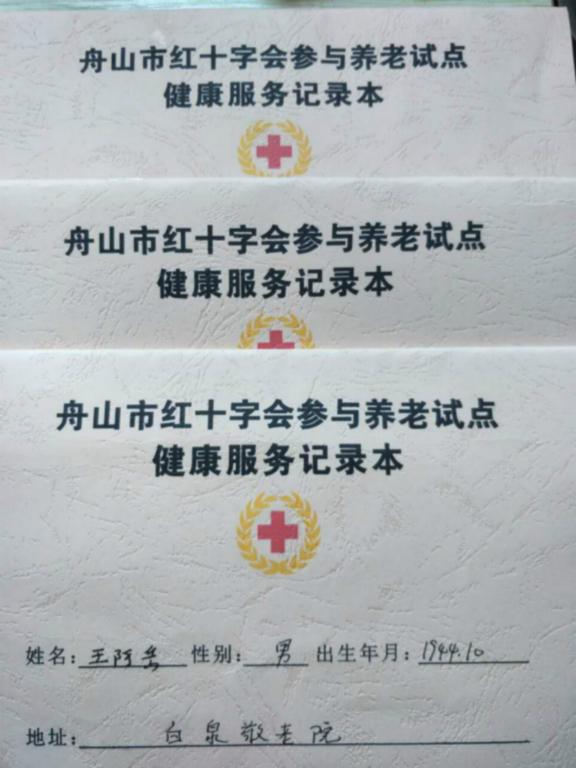 舟山市红十字会参与养老试点
健康服务记录本
舟山市红十字会参与养老试点
健康服务记录本
舟山市红十字会参与养老试点
健康服务记录本
姓名：王阿岳 性别：男 出生年月：1944.10
地址：白泉敬老院